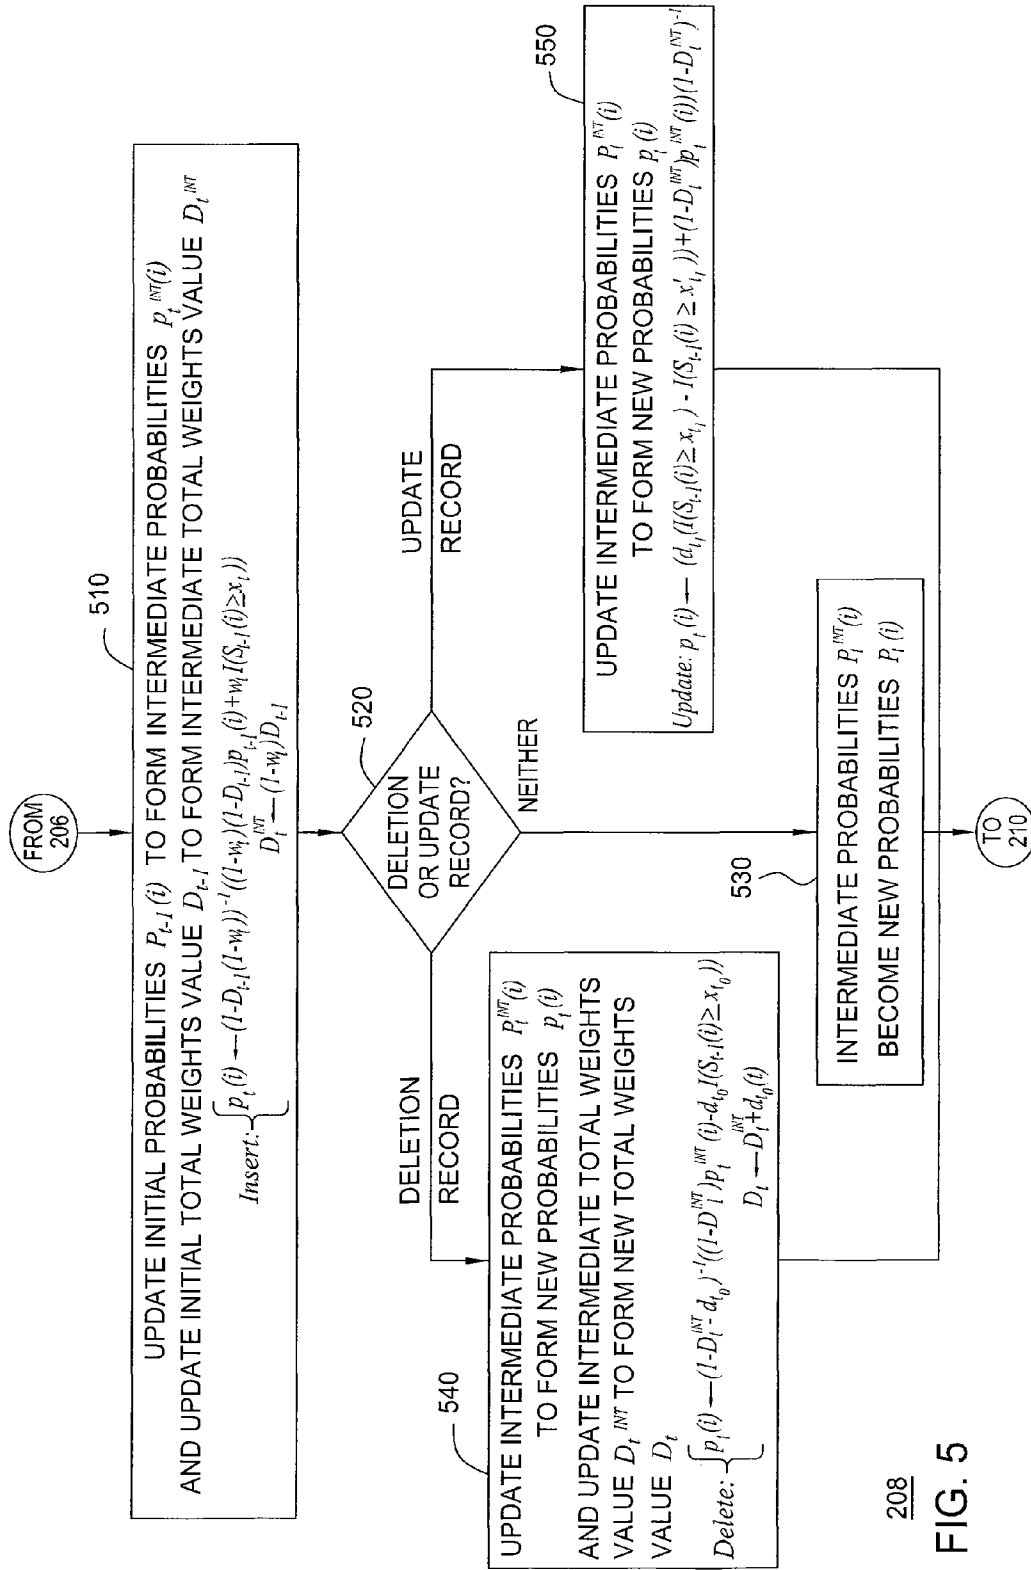 FROM
206
510
UPDATE INITIAL PROBABILITIES P_{t-1}(i) TO FORM INTERMEDIATE PROBABILITIES p_t^{INT}(i)
AND UPDATE INITIAL TOTAL WEIGHTS VALUE D_{t-1} TO FORM INTERMEDIATE TOTAL WEIGHTS VALUE D_t^{INT}
Insert: { p_t(i) ← (1-D_{t-1}(1-w_t))^{-1}((1-w_t)(1-D_{t-1})p_{t-1}(i)+w_t I(S_{t-1}(i)≥x_t))
D_t^{INT} ← (1-w_t)D_{t-1}
520
DELETION
OR UPDATE
RECORD?
DELETION
RECORD
NEITHER
UPDATE
RECORD
540
UPDATE INTERMEDIATE PROBABILITIES P_t^{INT}(i)
TO FORM NEW PROBABILITIES p_t(i)
AND UPDATE INTERMEDIATE TOTAL WEIGHTS
VALUE D_t^{INT} TO FORM NEW TOTAL WEIGHTS
VALUE D_t
Delete: { p_t(i) ← (1-D_t^{INT}-d_{t_0})^{-1}((1-D_t^{INT})p_t^{INT}(i)-d_{t_0}I(S_{t-1}(i)≥x_{t_0}))
D_t ← D_t^{INT}+d_{t_0}(t)
530
INTERMEDIATE PROBABILITIES P_t^{INT}(i)
BECOME NEW PROBABILITIES P_t(i)
550
UPDATE INTERMEDIATE PROBABILITIES P_t^{INT}(i)
TO FORM NEW PROBABILITIES p_t(i)
Update: p_t(i) ← (d_{t_1}(I(S_{t-1}(i)≥x_{t_1}) - I(S_{t-1}(i)≥x'_{t_1}))+(1-D_t^{INT})p_t^{INT}(i))(1-D_t^{INT})^{-1}
TO
210
208
FIG. 5